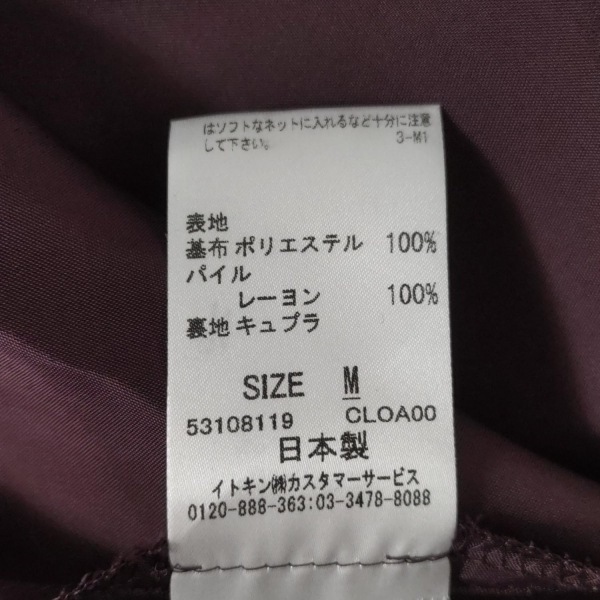 はソフトなネットに入れるなど十分に注意
して下さい。 3-M1
表地
基布 ポリエステル 100%
パイル
レーヨン 100%
裏地 キュプラ
SIZE M
53108119 CLOA00
日本製
イトキン㈱カスタマーサービス
0120-888-363:03-3478-8088